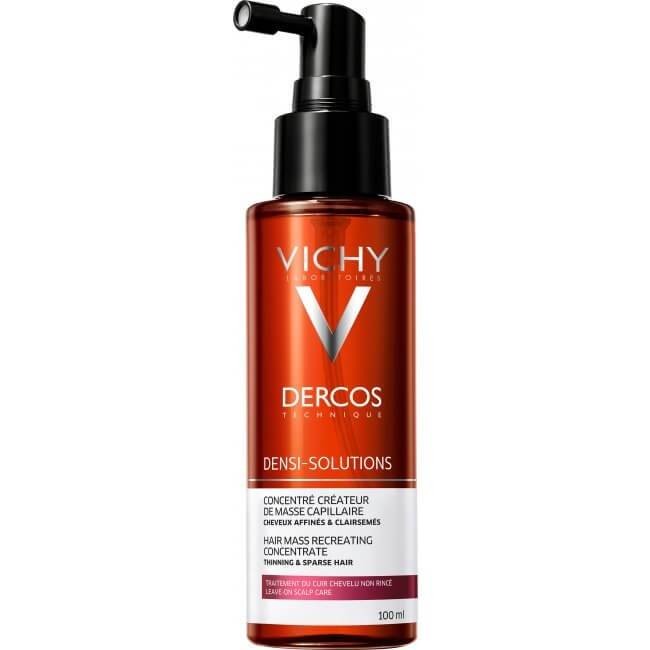 VICHY
LABORATOIRES
DERCOS
TECHNIQUE
DENSI-SOLUTIONS
CONCENTRÉ CRÉATEUR
DE MASSE CAPILLAIRE
CHEVEUX AFFINÉS & CLAIRSEMÉS
HAIR MASS RECREATING
CONCENTRATE
THINNING & SPARSE HAIR
TRAITEMENT DU CUIR CHEVELU NON RINCÉ
LEAVE-ON SCALP CARE
100 ml